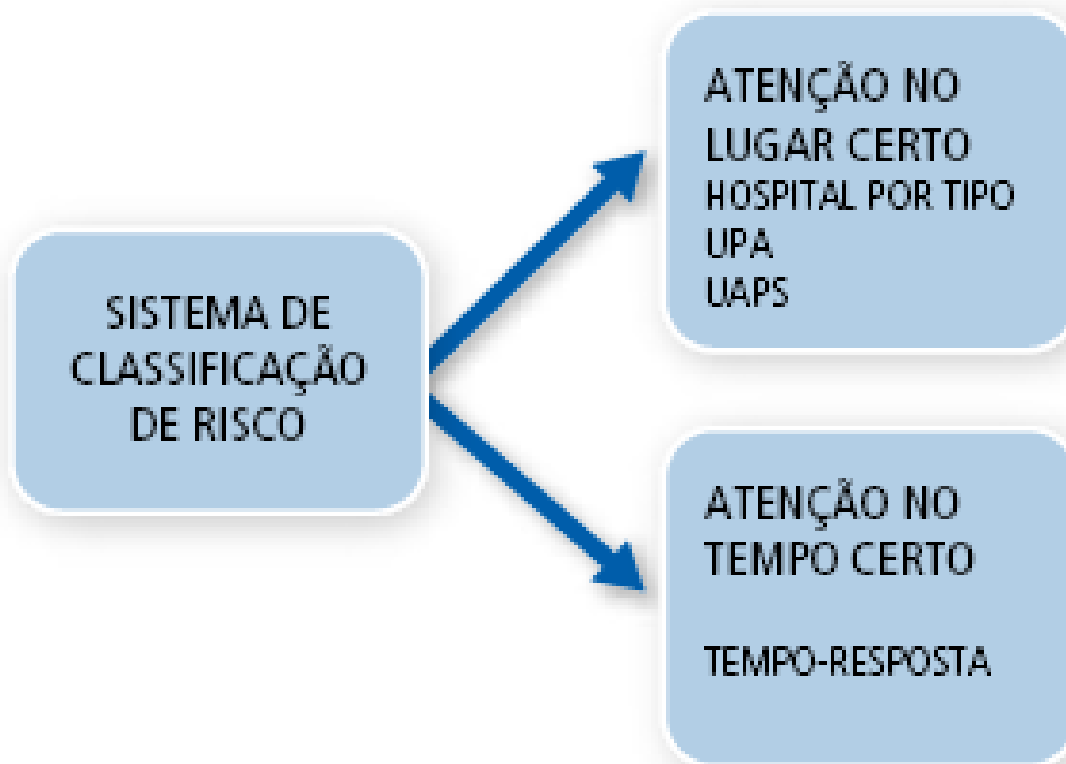 SISTEMA DE
CLASSIFICAÇÃO
DE RISCO
ATENÇÃO NO
LUGAR CERTO
HOSPITAL POR TIPO
UPA
UAPS
ATENÇÃO NO
TEMPO CERTO
TEMPO-RESPOSTA